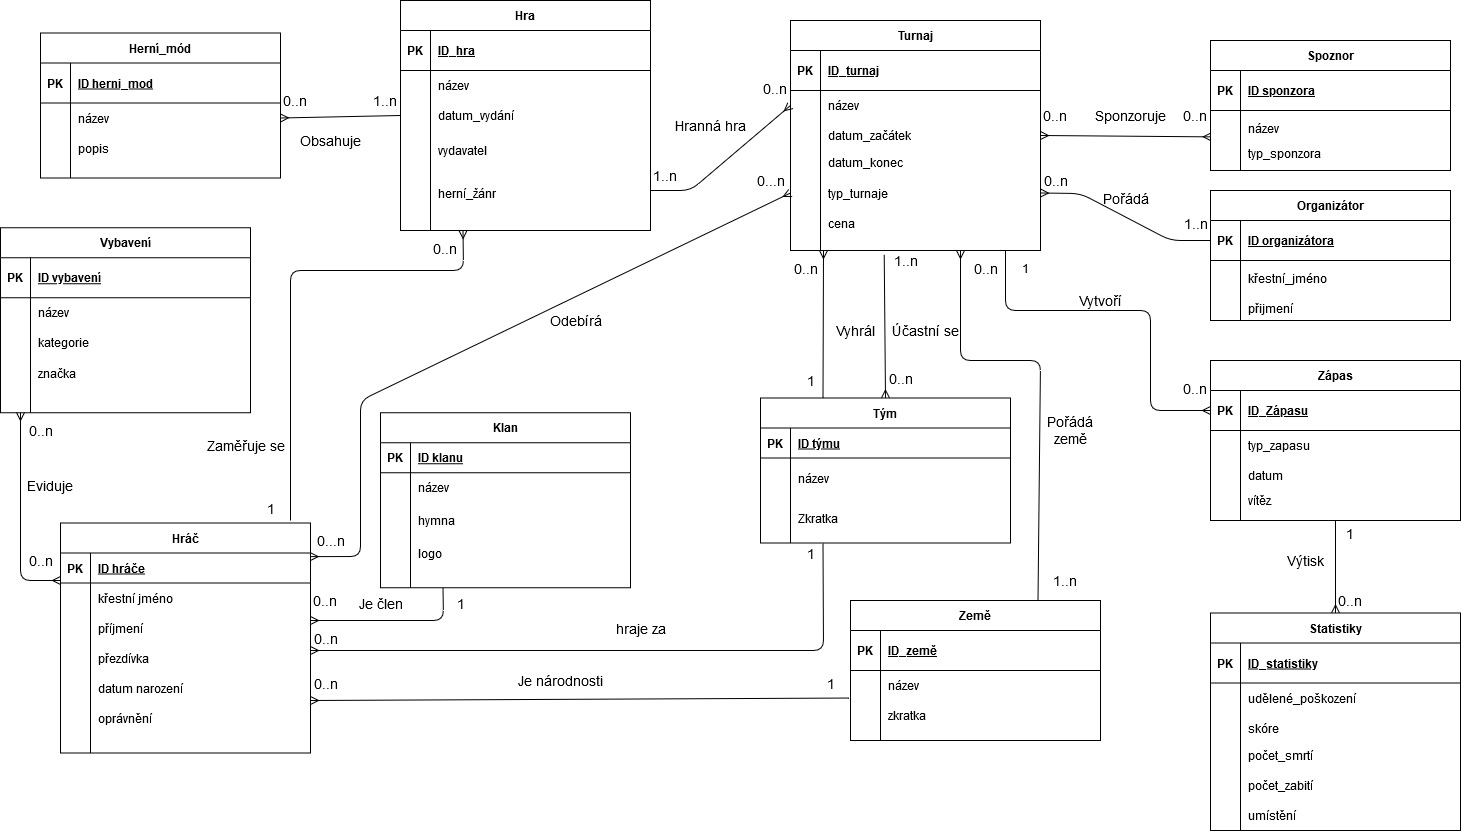 Herní_mód
PK
ID herni_mod
název
popis
0..n
1..n
Obsahuje
Hra
PK
ID_hra
název
datum_vydání
vydavatel
herní_žánr
Hranná hra
0..n
1..n
0...n
Turnaj
PK
ID_turnaj
název
datum_začátek
datum_konec
typ_turnaje
cena
0..n
Sponzoruje
0..n
Spoznor
PK
ID sponzora
název
typ_sponzora
0..n
Pořádá
1..n
Organizátor
PK
ID organizátora
křestní_jméno
přijmení
Vybavení
PK
ID vybavení
název
kategorie
značka
0..n
Eviduje
0..n
0..n
Zaměřuje se
1
Odebírá
0...n
0..n
Vyhrál
1
1..n
Účastní se
0..n
0..n
Pořádá
země
1..n
1
Vytvoří
0..n
Zápas
PK
ID_Zápasu
typ_zapasu
datum
vítěz
1
Výtisk
0..n
Klan
PK
ID klanu
název
hymna
logo
Tým
PK
ID týmu
název
Zkratka
Hráč
PK
ID hráče
křestní jméno
příjmení
přezdívka
datum narození
oprávnění
0..n
Je člen
1
0..n
hraje za
1
0..n
Je národnosti
1
Země
PK
ID_země
název
zkratka
Statistiky
PK
ID_statistiky
udělené_poškození
skóre
počet_smrtí
počet_zabití
umístění